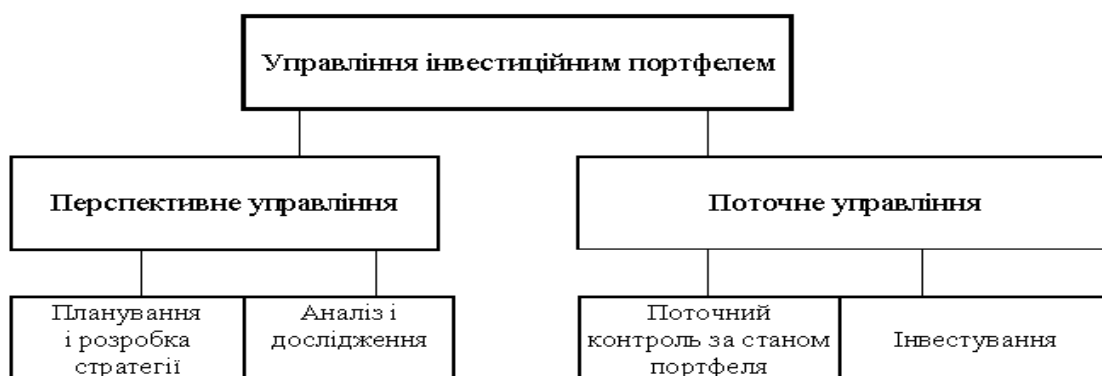 Управління інвестиційним портфелем
Перспективне управління
Поточне управління
Планування
і розробка
стратегії
Аналіз і
дослідження
Поточний
контроль за станом
портфеля
Інвестування